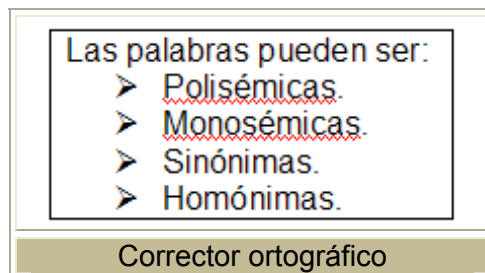 Las palabras pueden ser:
➢ Polisémicas.
➢ Monosémicas.
➢ Sinónimas.
➢ Homónimas.
Corrector ortográfico